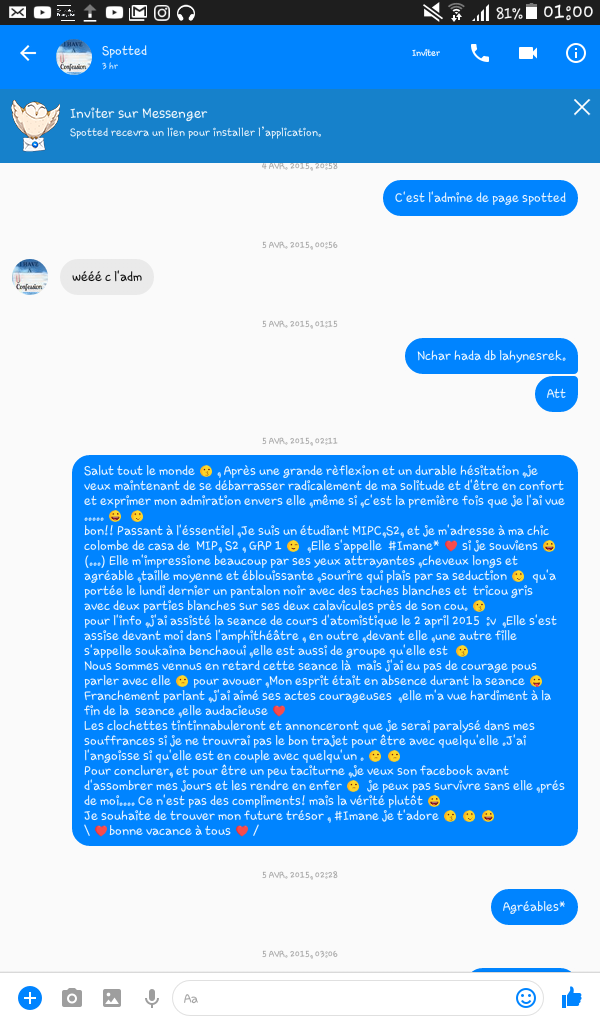 81% 01:00
Spotted
3 hr
Inviter
Inviter sur Messenger
Spotted recevra un lien pour installer l'application.
4 AVR. 2015, 20:58
C'est l'admine de page spotted
5 AVR. 2015, 00:56
wééé c l'adm
5 AVR. 2015, 01:15
Nchar hada db lahynesrek.
Att
5 AVR. 2015, 02:11
Salut tout le monde 😙 , Après une grande rèflexion et un durable hésitation ,je
veux maintenant de se débarrasser radicalement de ma solitude et d'être en confort
et exprimer mon admiration envers elle ,même si ,c'est la première fois que je l'ai vue
..... 😀 🙂
bon!! Passant à l'éssentiel ,Je suis un étudiant MIPC,S2, et je m'adresse à ma chic
colombe de casa de MIP, S2 , GRP 1 😌 ,Elle s'appelle #Imane* ❤ si je souviens 😀
(...) Elle m'impressione beaucoup par ses yeux attrayantes ,cheveux longs et
agréable ,taille moyenne et éblouissante ,sourire qui plais par sa seduction 🙂 qu'a
portée le lundi dernier un pantalon noir avec des taches blanches et tricou gris
avec deux parties blanches sur ses deux calavicules près de son cou. 😙
pour l'info ,j'ai assisté la seance de cours d'atomistique le 2 april 2015 :v ,Elle s'est
assise devant moi dans l'amphithéâtre , en outre ,devant elle ,une autre fille
s'appelle soukaina benchaoui ,elle est aussi de groupe qu'elle est 😙
Nous sommes vennus en retard cette seance là mais j'ai eu pas de courage pous
parler avec elle 😕 pour avouer ,Mon esprit était en absence durant la seance 😜
Franchement parlant ,j'ai aimé ses actes courageuses ,elle m'a vue hardiment à la
fin de la seance ,elle audacieuse ❤
Les clochettes tintinnabuleront et annonceront que je serai paralysé dans mes
souffrances si je ne trouvrai pas le bon trajet pour être avec quelqu'elle .J'ai
l'angoisse si qu'elle est en couple avec quelqu'un . 🙁 🙁
Pour conclurer, et pour être un peu taciturne ,je veux son facebook avant
d'assombrer mes jours et les rendre en enfer 🙁 je peux pas survivre sans elle ,prés
de moi.... Ce n'est pas des compliments! mais la vérité plutôt 😀
Je souhaite de trouver mon future trésor , #Imane je t'adore 😙 🙂 😀
\ ❤bonne vacance à tous ❤ /
5 AVR. 2015, 02:28
Agréables*
5 AVR. 2015, 03:06
Aa